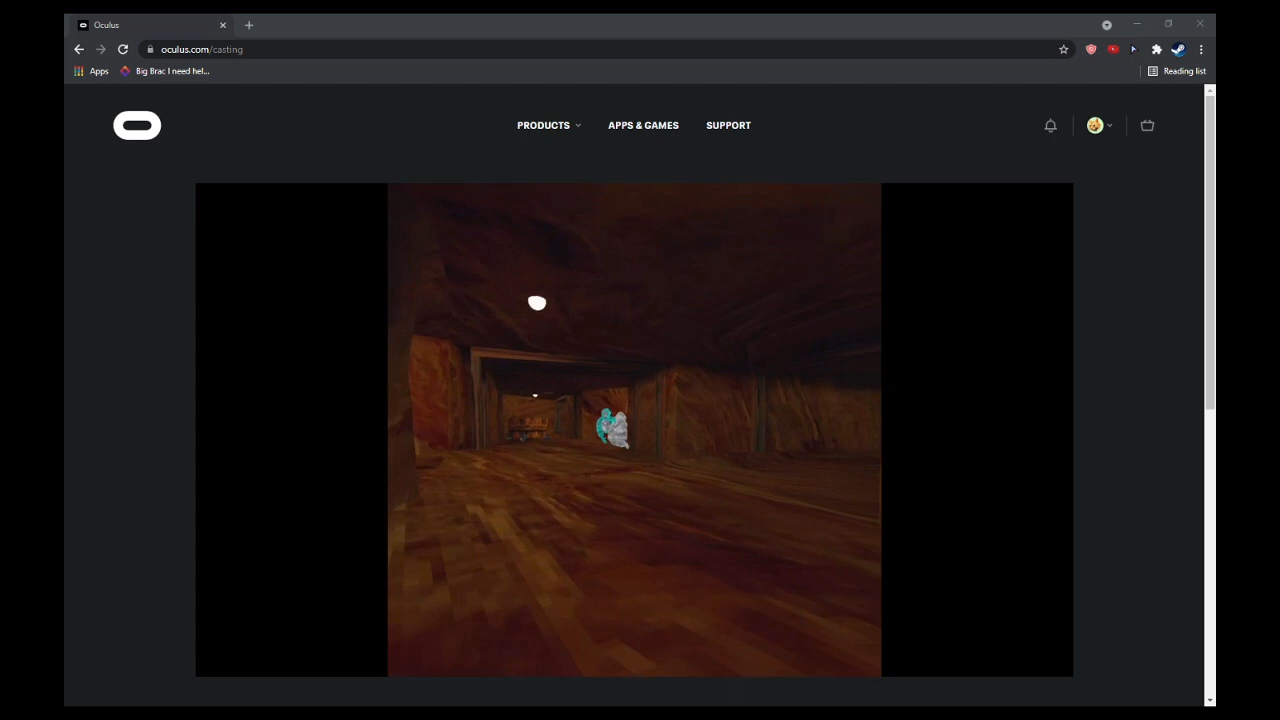 Oculus
oculus.com/casting
Apps
Big Brac I need hel...
Reading list
PRODUCTS
APPS & GAMES
SUPPORT